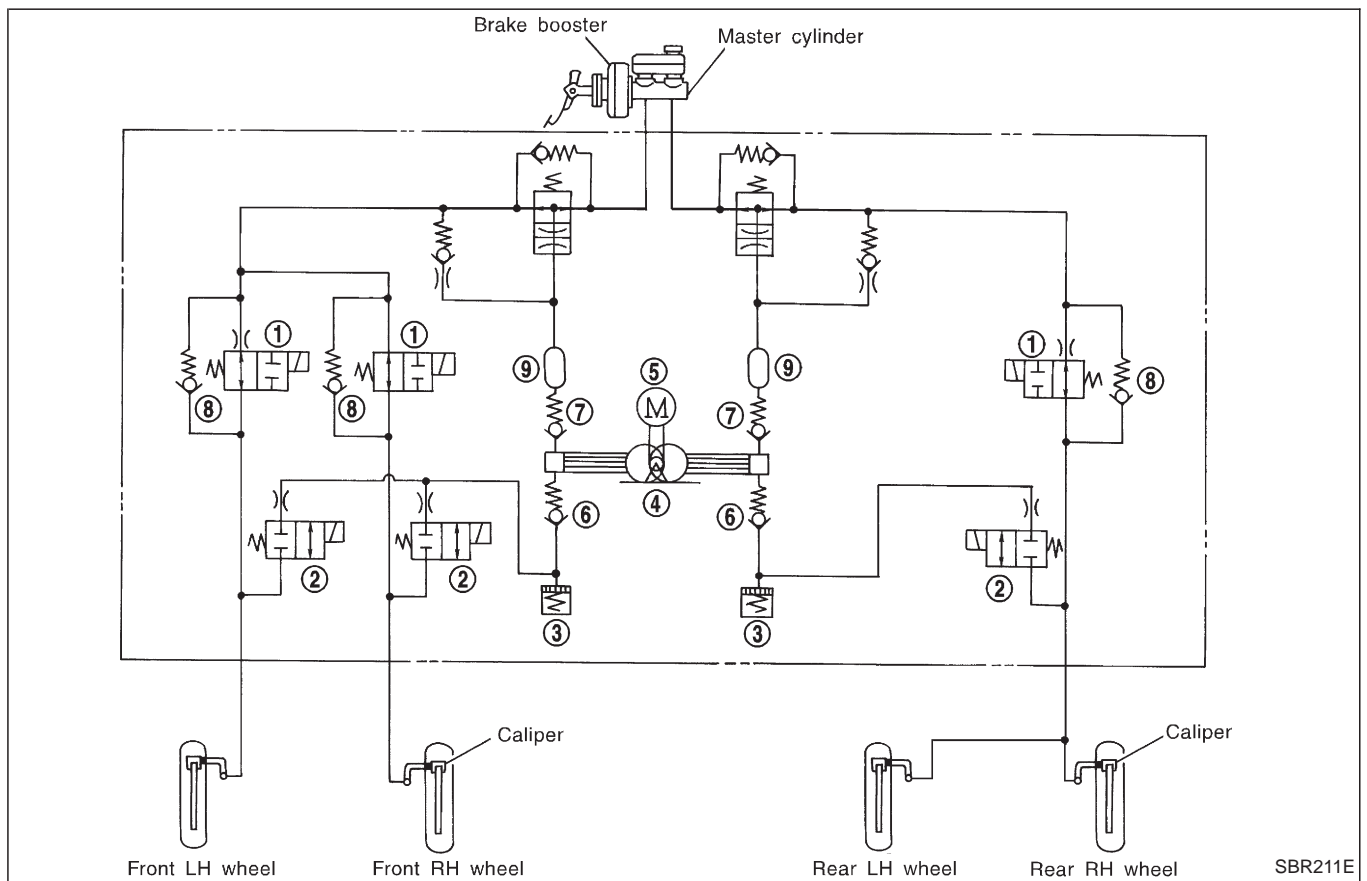 Brake booster
Master cylinder
1
1
1
8
8
8
9
5
9
M
7
7
6
4
6
2
2
2
3
3
Caliper
Caliper
Front LH wheel
Front RH wheel
Rear LH wheel
Rear RH wheel
SBR211E